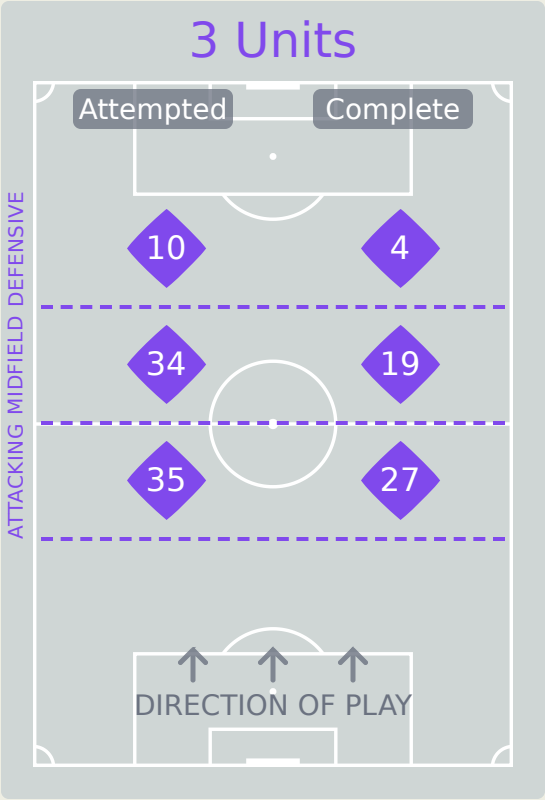 3 Units
Attempted
Complete
ATTACKING MIDFIELD DEFENSIVE
10
4
34
19
35
27
DIRECTION OF PLAY